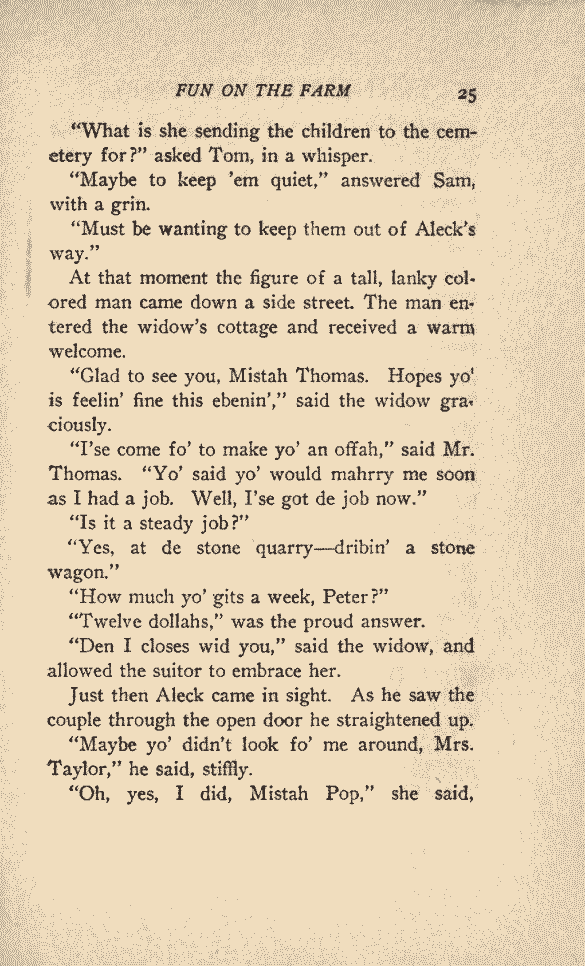 FUN ON THE FARM 25
“What is she sending the children to the cem-
etery for?” asked Tom, in a whisper.
“Maybe to keep ’em quiet,” answered Sam,
with a grin.
“Must be wanting to keep them out of Aleck’s
way.”
At that moment the figure of a tall, lanky col-
ored man came down a side street. The man en-
tered the widow’s cottage and received a warm
welcome.
“Glad to see you, Mistah Thomas. Hopes yo’
is feelin’ fine this ebenin’,” said the widow gra-
ciously.
“I’se come fo’ to make yo’ an offah,” said Mr.
Thomas. “Yo’ said yo’ would mahrry me soon
as I had a job. Well, I’se got de job now.”
“Is it a steady job?”
“Yes, at de stone quarry—dribin’ a stone
wagon.”
“How much yo’ gits a week, Peter?”
“Twelve dollahs,” was the proud answer.
“Den I closes wid you,” said the widow, and
allowed the suitor to embrace her.
Just then Aleck came in sight. As he saw the
couple through the open door he straightened up.
“Maybe yo’ didn’t look fo’ me around, Mrs.
Taylor,” he said, stiffly.
“Oh, yes, I did, Mistah Pop,” she said,